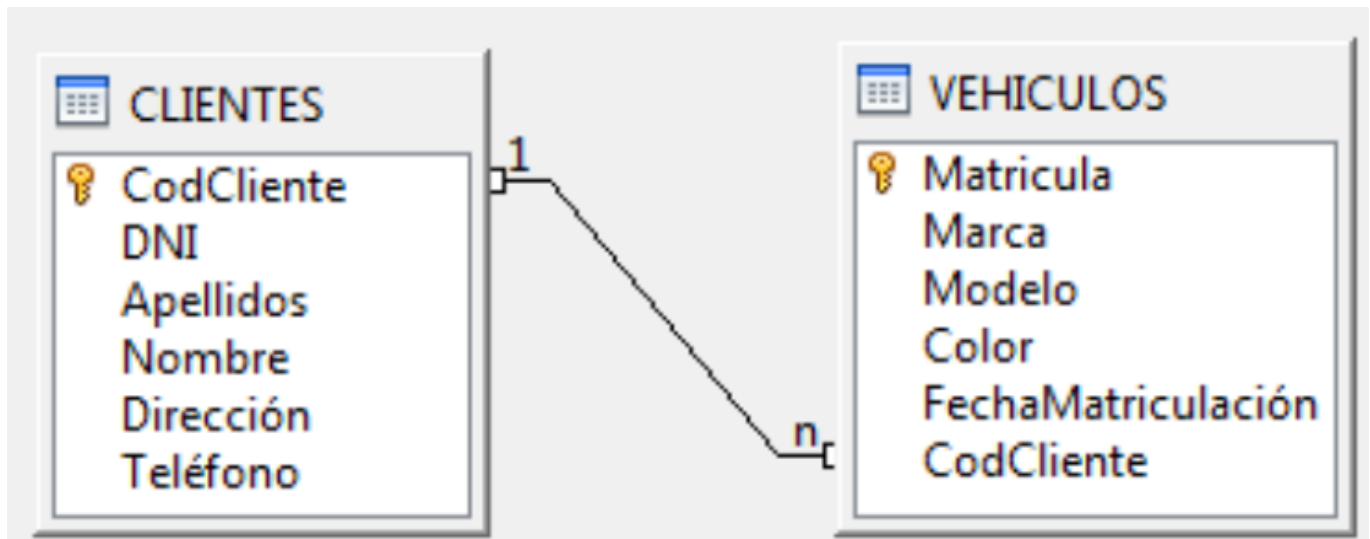 CLIENTES
CodCliente
DNI
Apellidos
Nombre
Dirección
Teléfono
1
n
VEHICULOS
Matricula
Marca
Modelo
Color
FechaMatriculación
CodCliente